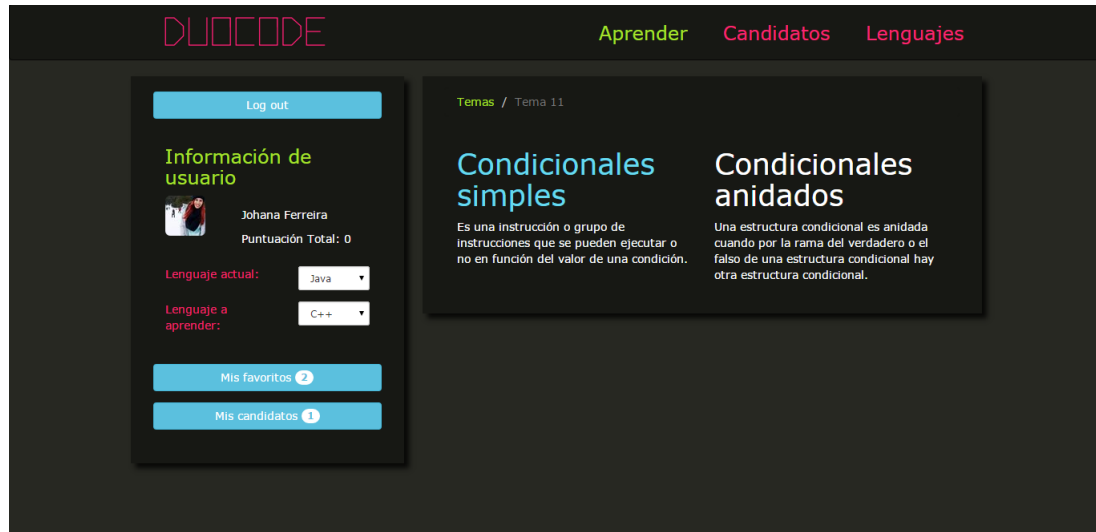 DUOCODE
Aprender Candidatos Lenguajes
Log out
Información de
usuario
Johana Ferreira
Puntuación Total: 0
Lenguaje actual:
Java
Lenguaje a
aprender:
C++
Mis favoritos 2
Mis candidatos 1
Temas / Tema 11
Condicionales
simples
Es una instrucción o grupo de
instrucciones que se pueden ejecutar o
no en función del valor de una condición.
Condicionales
anidados
Una estructura condicional es anidada
cuando por la rama del verdadero o el
falso de una estructura condicional hay
otra estructura condicional.